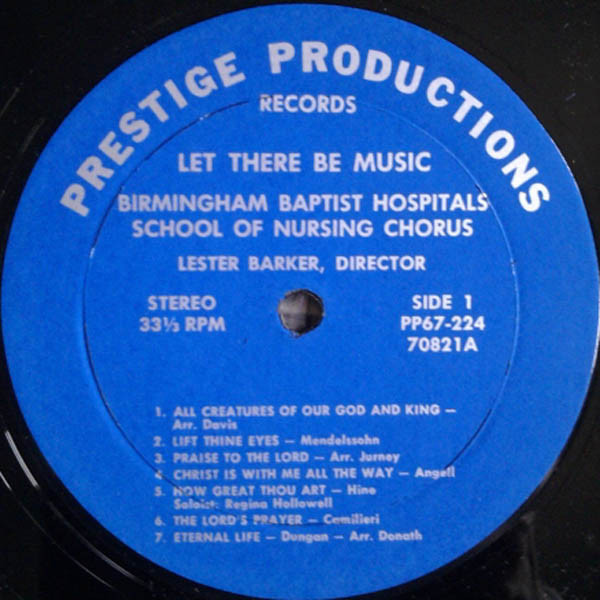 PRESTIGE PRODUCTIONS
RECORDS
LET THERE BE MUSIC
BIRMINGHAM BAPTIST HOSPITALS
SCHOOL OF NURSING CHORUS
LESTER BARKER, DIRECTOR
STEREO
33⅓ RPM
SIDE 1
PP67-224
70821A
1. ALL CREATURES OF OUR GOD AND KING —
Arr. Davis
2. LIFT THINE EYES — Mendelssohn
3. PRAISE TO THE LORD — Arr. Jurney
4. CHRIST IS WITH ME ALL THE WAY — Angell
5. HOW GREAT THOU ART — Hine
Soloist: Regina Hollowell
6. THE LORD'S PRAYER — Camilieri
7. ETERNAL LIFE — Dungan — Arr. Donath